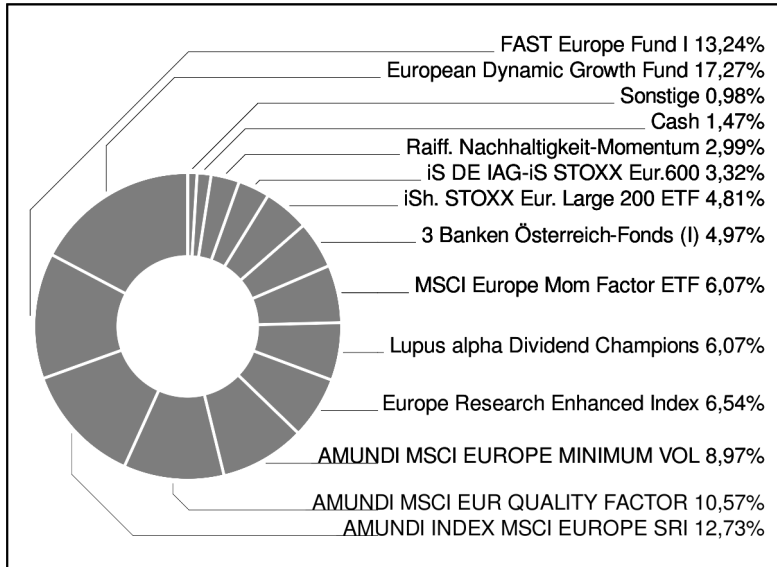 FAST Europe Fund I 13,24%
European Dynamic Growth Fund 17,27%
Sonstige 0,98%
Cash 1,47%
Raiff. Nachhaltigkeit-Momentum 2,99%
iS DE IAG-iS STOXX Eur.600 3,32%
iSh. STOXX Eur. Large 200 ETF 4,81%
3 Banken Österreich-Fonds (I) 4,97%
MSCI Europe Mom Factor ETF 6,07%
Lupus alpha Dividend Champions 6,07%
Europe Research Enhanced Index 6,54%
AMUNDI MSCI EUROPE MINIMUM VOL 8,97%
AMUNDI MSCI EUR QUALITY FACTOR 10,57%
AMUNDI INDEX MSCI EUROPE SRI 12,73%